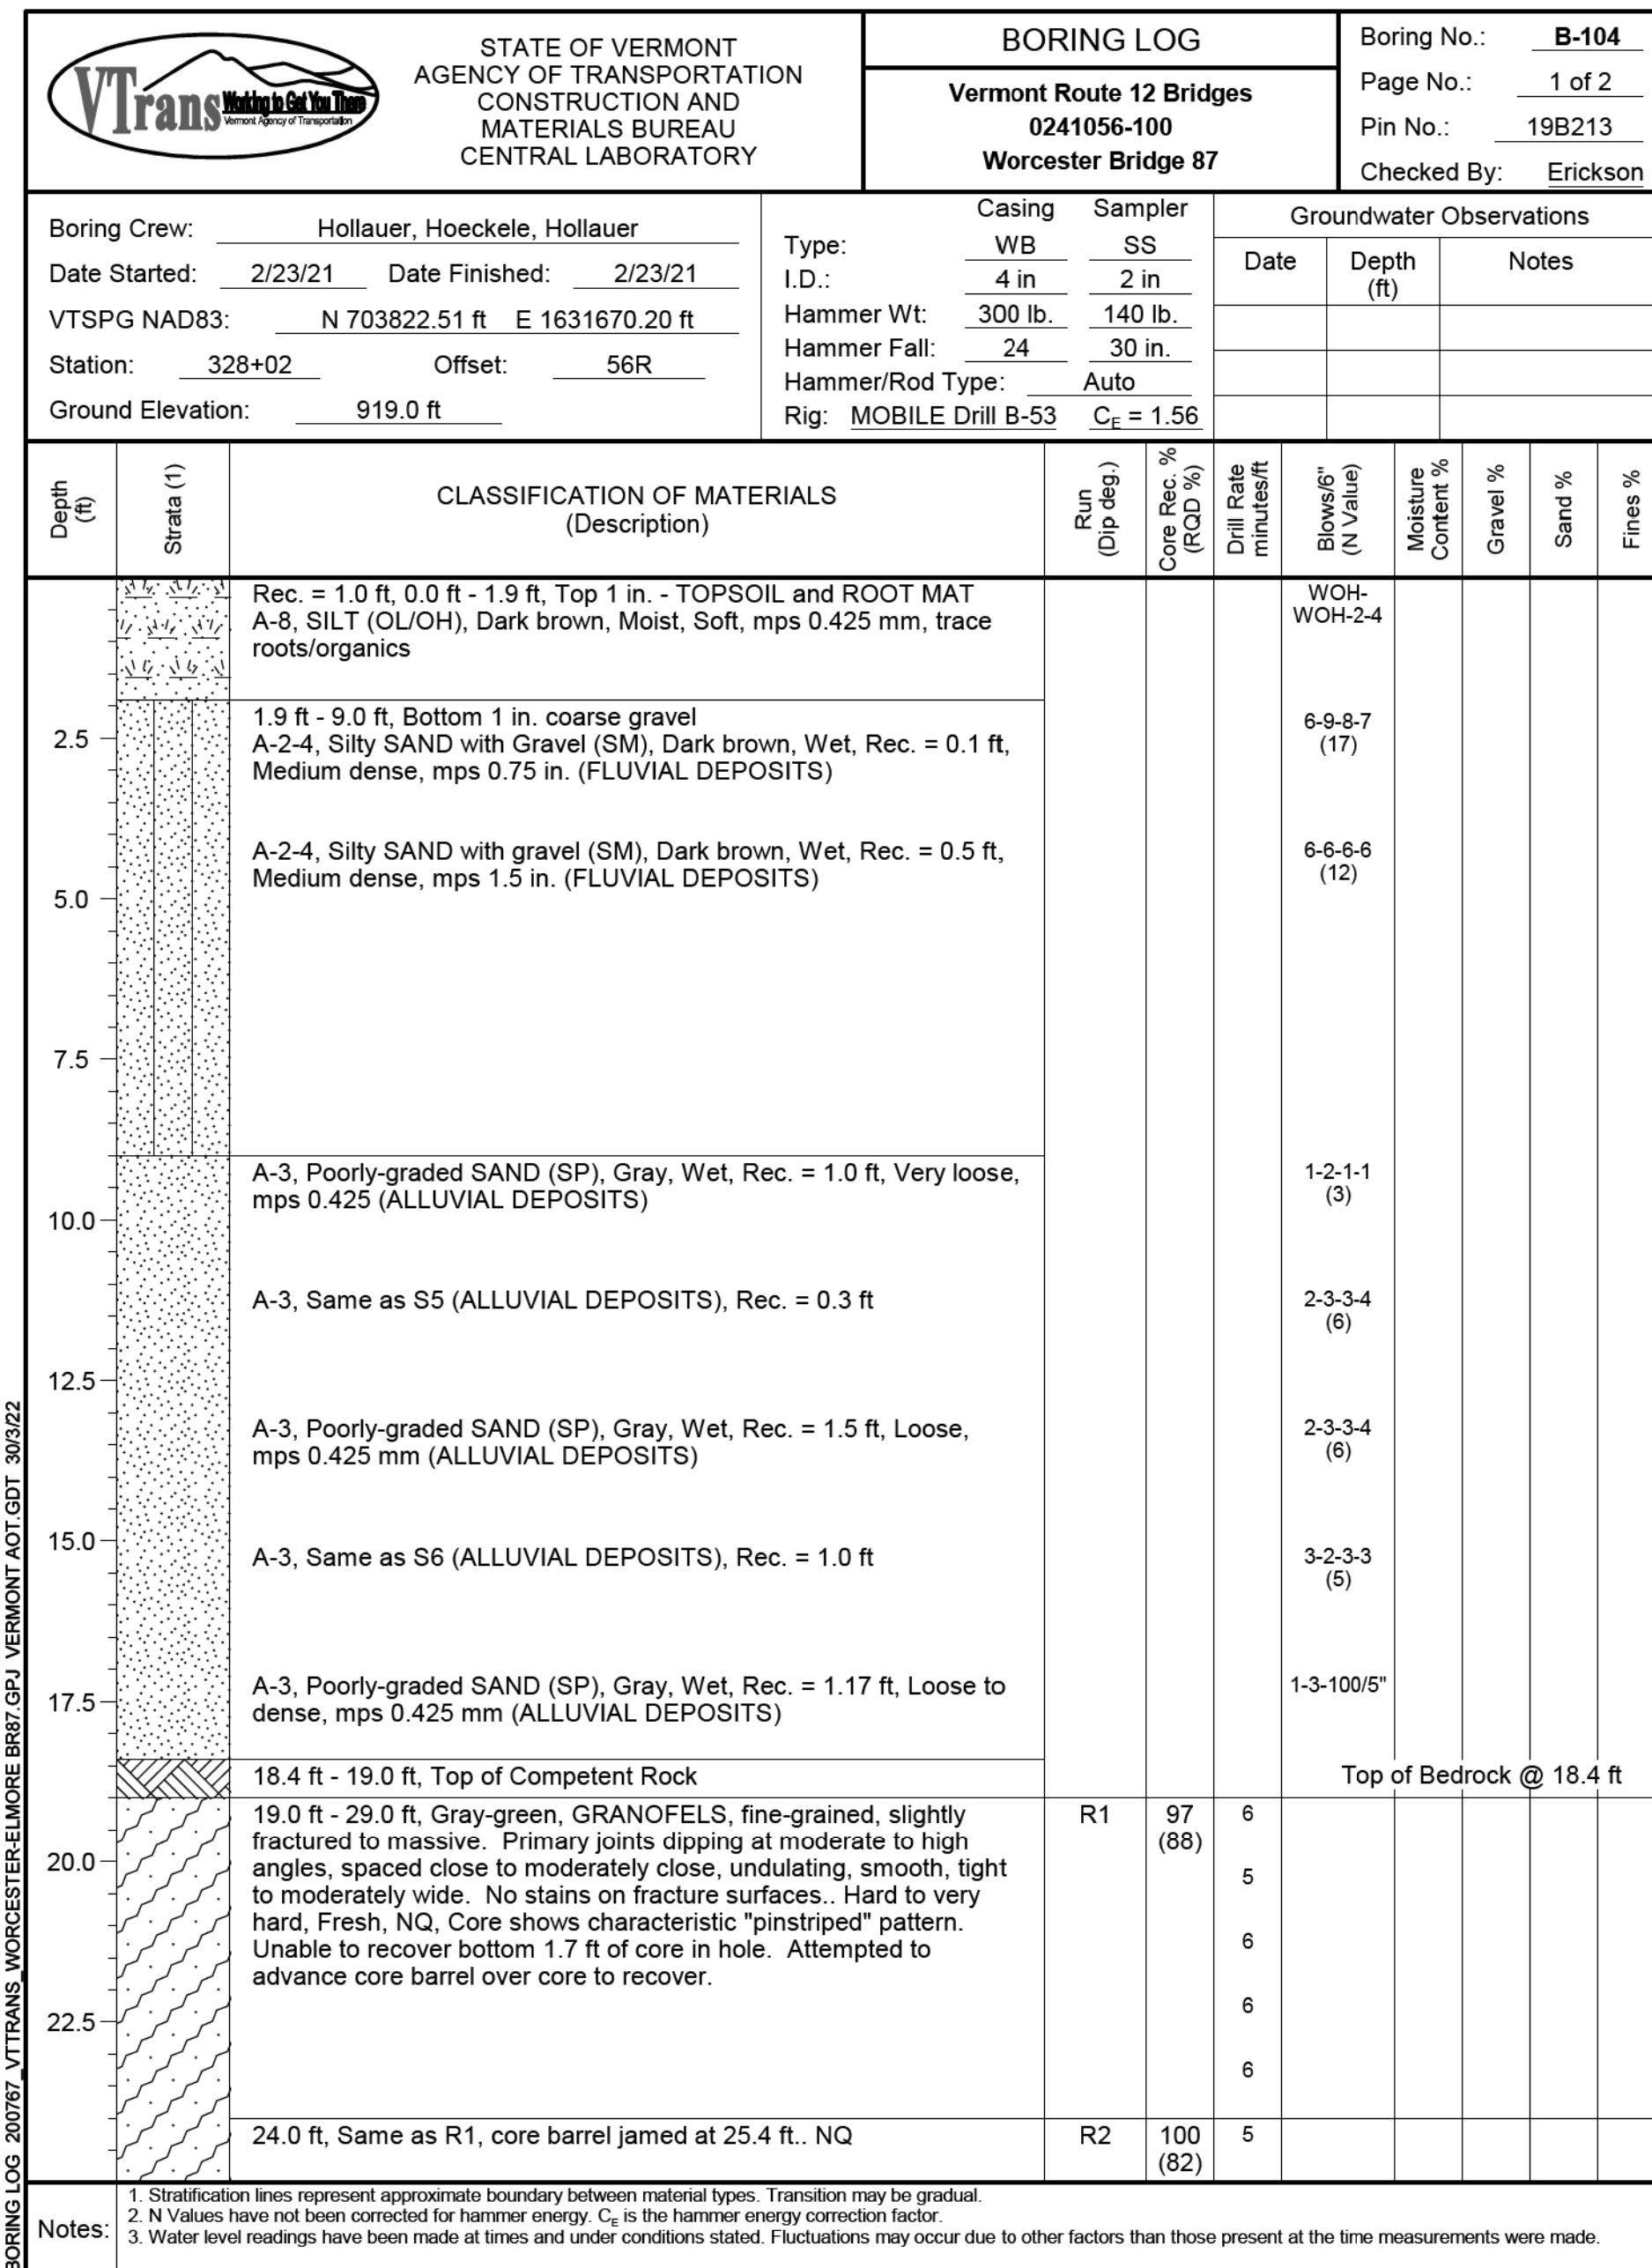 VTrans Working to Get You There
Vermont Agency of Transportation
STATE OF VERMONT
AGENCY OF TRANSPORTATION
CONSTRUCTION AND
MATERIALS BUREAU
CENTRAL LABORATORY
BORING LOG
Vermont Route 12 Bridges
0241056-100
Worcester Bridge 87
Boring No.: B-104
Page No.: 1 of 2
Pin No.: 19B213
Checked By: Erickson
Boring Crew: Hollauer, Hoeckele, Hollauer
Date Started: 2/23/21 Date Finished: 2/23/21
VTSPG NAD83: N 703822.51 ft E 1631670.20 ft
Station: 328+02 Offset: 56R
Ground Elevation: 919.0 ft
Casing Sampler
Type: WB SS
I.D.: 4 in 2 in
Hammer Wt: 300 lb. 140 lb.
Hammer Fall: 24 30 in.
Hammer/Rod Type: Auto
Rig: MOBILE Drill B-53 CE = 1.56
Groundwater Observations
Date Depth Notes
(ft)
Depth
(ft)
Strata (1)
CLASSIFICATION OF MATERIALS
(Description)
Run
(Dip deg.)
Core Rec. %
(RQD %)
Drill Rate
minutes/ft
Blows/6"
(N Value)
Moisture
Content %
Gravel %
Sand %
Fines %
Rec. = 1.0 ft, 0.0 ft - 1.9 ft, Top 1 in. - TOPSOIL and ROOT MAT WOH-
A-8, SILT (OL/OH), Dark brown, Moist, Soft, mps 0.425 mm, trace WOH-2-4
roots/organics
1.9 ft - 9.0 ft, Bottom 1 in. coarse gravel 6-9-8-7
2.5 A-2-4, Silty SAND with Gravel (SM), Dark brown, Wet, Rec. = 0.1 ft, (17)
Medium dense, mps 0.75 in. (FLUVIAL DEPOSITS)
A-2-4, Silty SAND with gravel (SM), Dark brown, Wet, Rec. = 0.5 ft, 6-6-6-6
Medium dense, mps 1.5 in. (FLUVIAL DEPOSITS) (12)
5.0
7.5
A-3, Poorly-graded SAND (SP), Gray, Wet, Rec. = 1.0 ft, Very loose, 1-2-1-1
mps 0.425 (ALLUVIAL DEPOSITS) (3)
10.0
A-3, Same as S5 (ALLUVIAL DEPOSITS), Rec. = 0.3 ft 2-3-3-4
(6)
12.5
A-3, Poorly-graded SAND (SP), Gray, Wet, Rec. = 1.5 ft, Loose, 2-3-3-4
mps 0.425 mm (ALLUVIAL DEPOSITS) (6)
15.0
A-3, Same as S6 (ALLUVIAL DEPOSITS), Rec. = 1.0 ft 3-2-3-3
(5)
A-3, Poorly-graded SAND (SP), Gray, Wet, Rec. = 1.17 ft, Loose to 1-3-100/5"
17.5 dense, mps 0.425 mm (ALLUVIAL DEPOSITS)
18.4 ft - 19.0 ft, Top of Competent Rock Top of Bedrock @ 18.4 ft
19.0 ft - 29.0 ft, Gray-green, GRANOFELS, fine-grained, slightly R1 97 6
fractured to massive. Primary joints dipping at moderate to high (88)
20.0 angles, spaced close to moderately close, undulating, smooth, tight 5
to moderately wide. No stains on fracture surfaces.. Hard to very
hard, Fresh, NQ, Core shows characteristic "pinstriped" pattern.
Unable to recover bottom 1.7 ft of core in hole. Attempted to 6
advance core barrel over core to recover.
22.5 6
6
24.0 ft, Same as R1, core barrel jamed at 25.4 ft.. NQ R2 100 5
(82)
Notes:
1. Stratification lines represent approximate boundary between material types. Transition may be gradual.
2. N Values have not been corrected for hammer energy. CE is the hammer energy correction factor.
3. Water level readings have been made at times and under conditions stated. Fluctuations may occur due to other factors than those present at the time measurements were made.
BORING LOG 200767_VTTRANS_WORCESTER-ELMORE BR87.GPJ VERMONT AOT.GDT 30/3/22